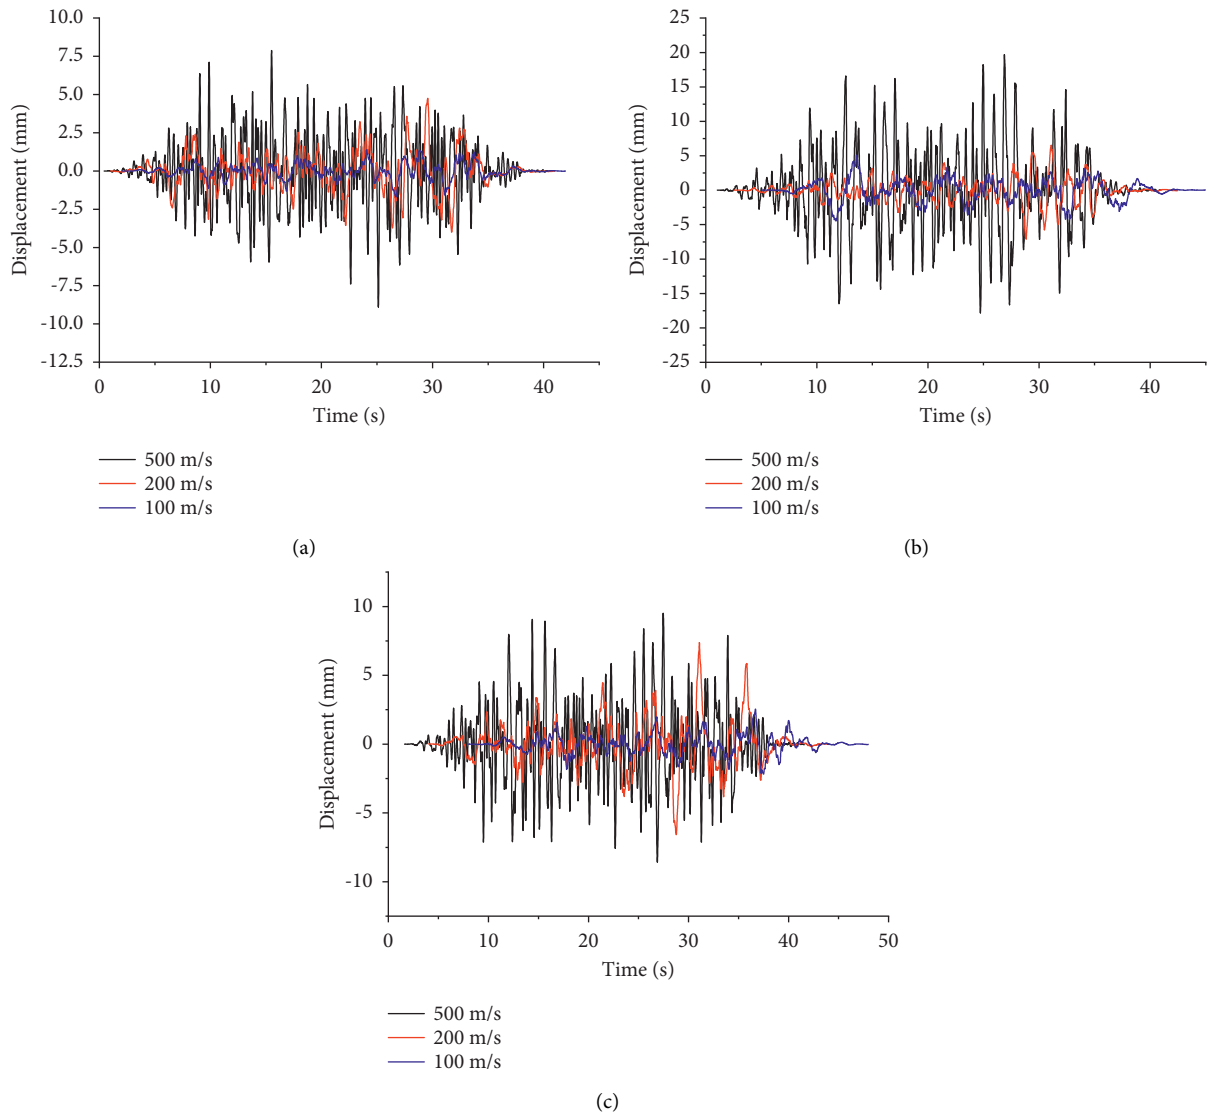 10.0
7.5
5.0
2.5
0.0
-2.5
-5.0
-7.5
-10.0
-12.5
Displacement (mm)
0 10 20 30 40
Time (s)
500 m/s
200 m/s
100 m/s
(a)
25
20
15
10
5
0
-5
-10
-15
-20
-25
Displacement (mm)
0 10 20 30 40
Time (s)
500 m/s
200 m/s
100 m/s
(b)
10
5
0
-5
-10
Displacement (mm)
0 10 20 30 40 50
Time (s)
500 m/s
200 m/s
100 m/s
(c)